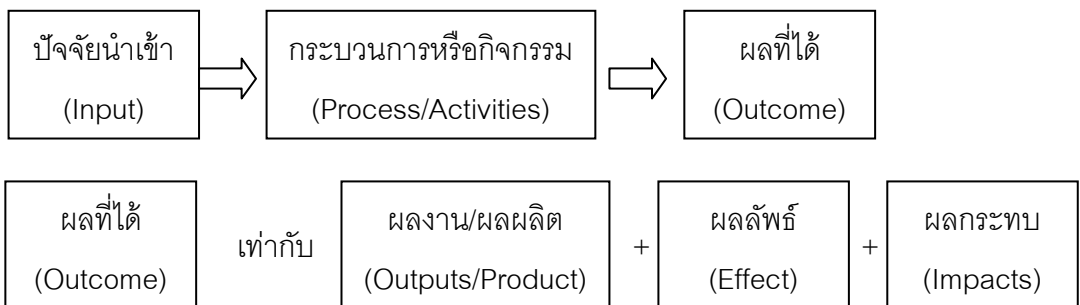 ปัจจัยนำเข้า กระบวนการหรือกิจกรรม ผลที่ได้
(Input) (Process/Activities) (Outcome)
ผลที่ได้ เท่ากับ ผลงาน/ผลผลิต + ผลลัพธ์ + ผลกระทบ
(Outcome) (Outputs/Product) (Effect) (Impacts)